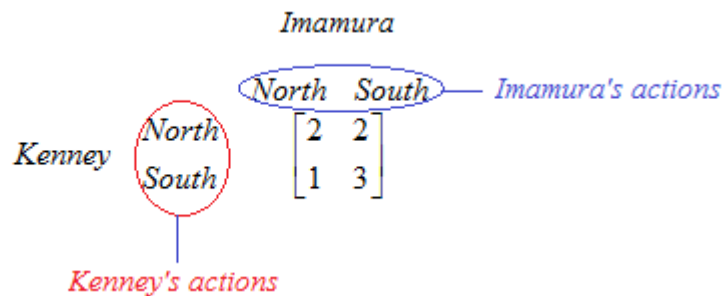 Imamura
North South Imamura's actions
North 2 2
Kenney
South 1 3
Kenney's actions